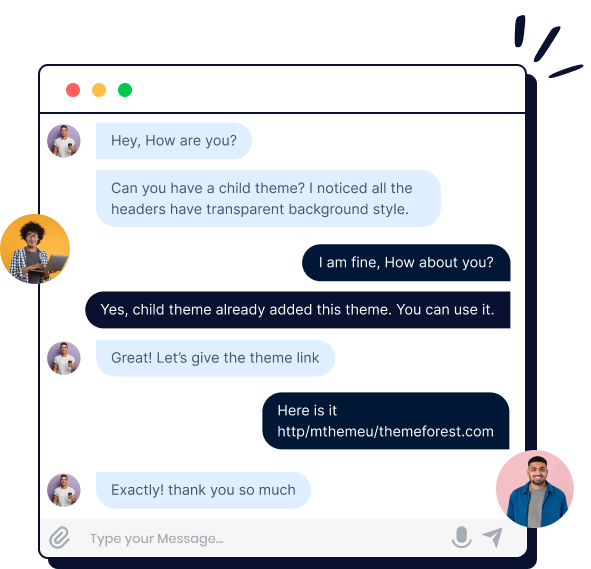 Hey, How are you?
Can you have a child theme? I noticed all the
headers have transparent background style.
I am fine, How about you?
Yes, child theme already added this theme. You can use it.
Great! Let’s give the theme link
Here is it
http/mthemeu/themeforest.com
Exactly! thank you so much
Type your Message...